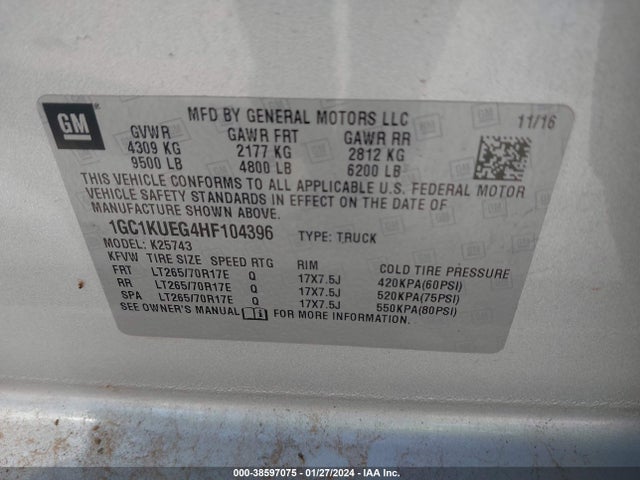 GM
MFD BY GENERAL MOTORS LLC 11/16
GVWR GAWR FRT GAWR RR
4309 KG 2177 KG 2812 KG
9500 LB 4800 LB 6200 LB
THIS VEHICLE CONFORMS TO ALL APPLICABLE U.S. FEDERAL MOTOR
VEHICLE SAFETY STANDARDS IN EFFECT ON THE DATE OF
MANUFACTURE SHOWN ABOVE.
1GC1KUEG4HF104396 TYPE: TRUCK
MODEL: K25743
KFVW TIRE SIZE SPEED RTG RIM COLD TIRE PRESSURE
FRT LT265/70R17E Q 17X7.5J 420KPA(60PSI)
RR LT265/70R17E Q 17X7.5J 520KPA(75PSI)
SPA LT265/70R17E Q 17X7.5J 550KPA(80PSI)
SEE OWNER'S MANUAL FOR MORE INFORMATION.
000-38597075 — 01/27/2024 — IAA Inc.